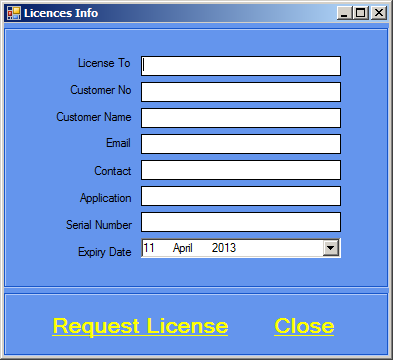 Licences Info
License To
Customer No
Customer Name
Email
Contact
Application
Serial Number
Expiry Date 11 April 2013
Request License Close